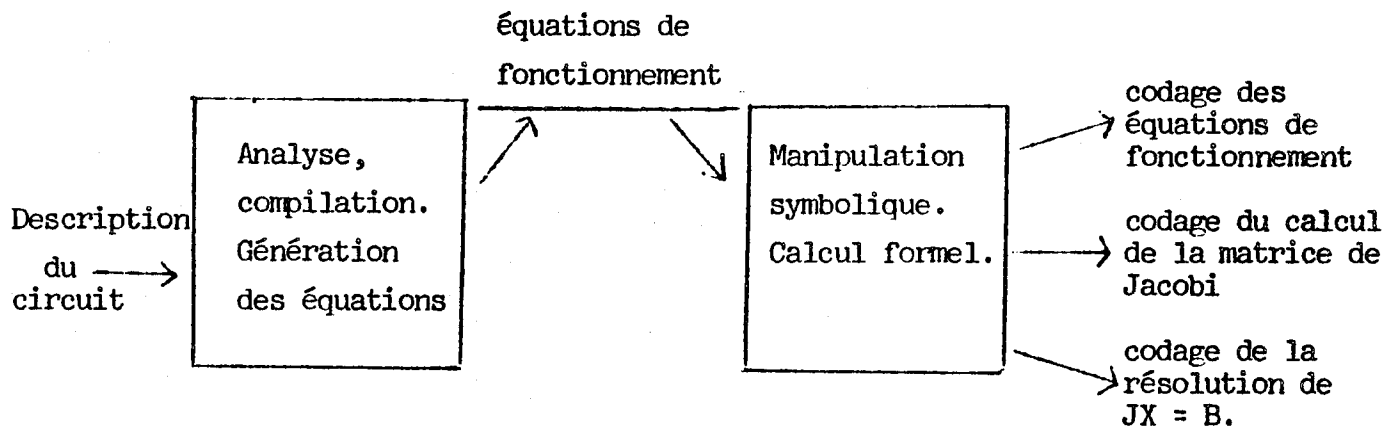 équations de
fonctionnement
Description
du
circuit
Analyse,
compilation.
Génération
des équations
Manipulation
symbolique.
Calcul formel.
codage des
équations de
fonctionnement
codage du calcul
de la matrice de
Jacobi
codage de la
résolution de
JX = B.